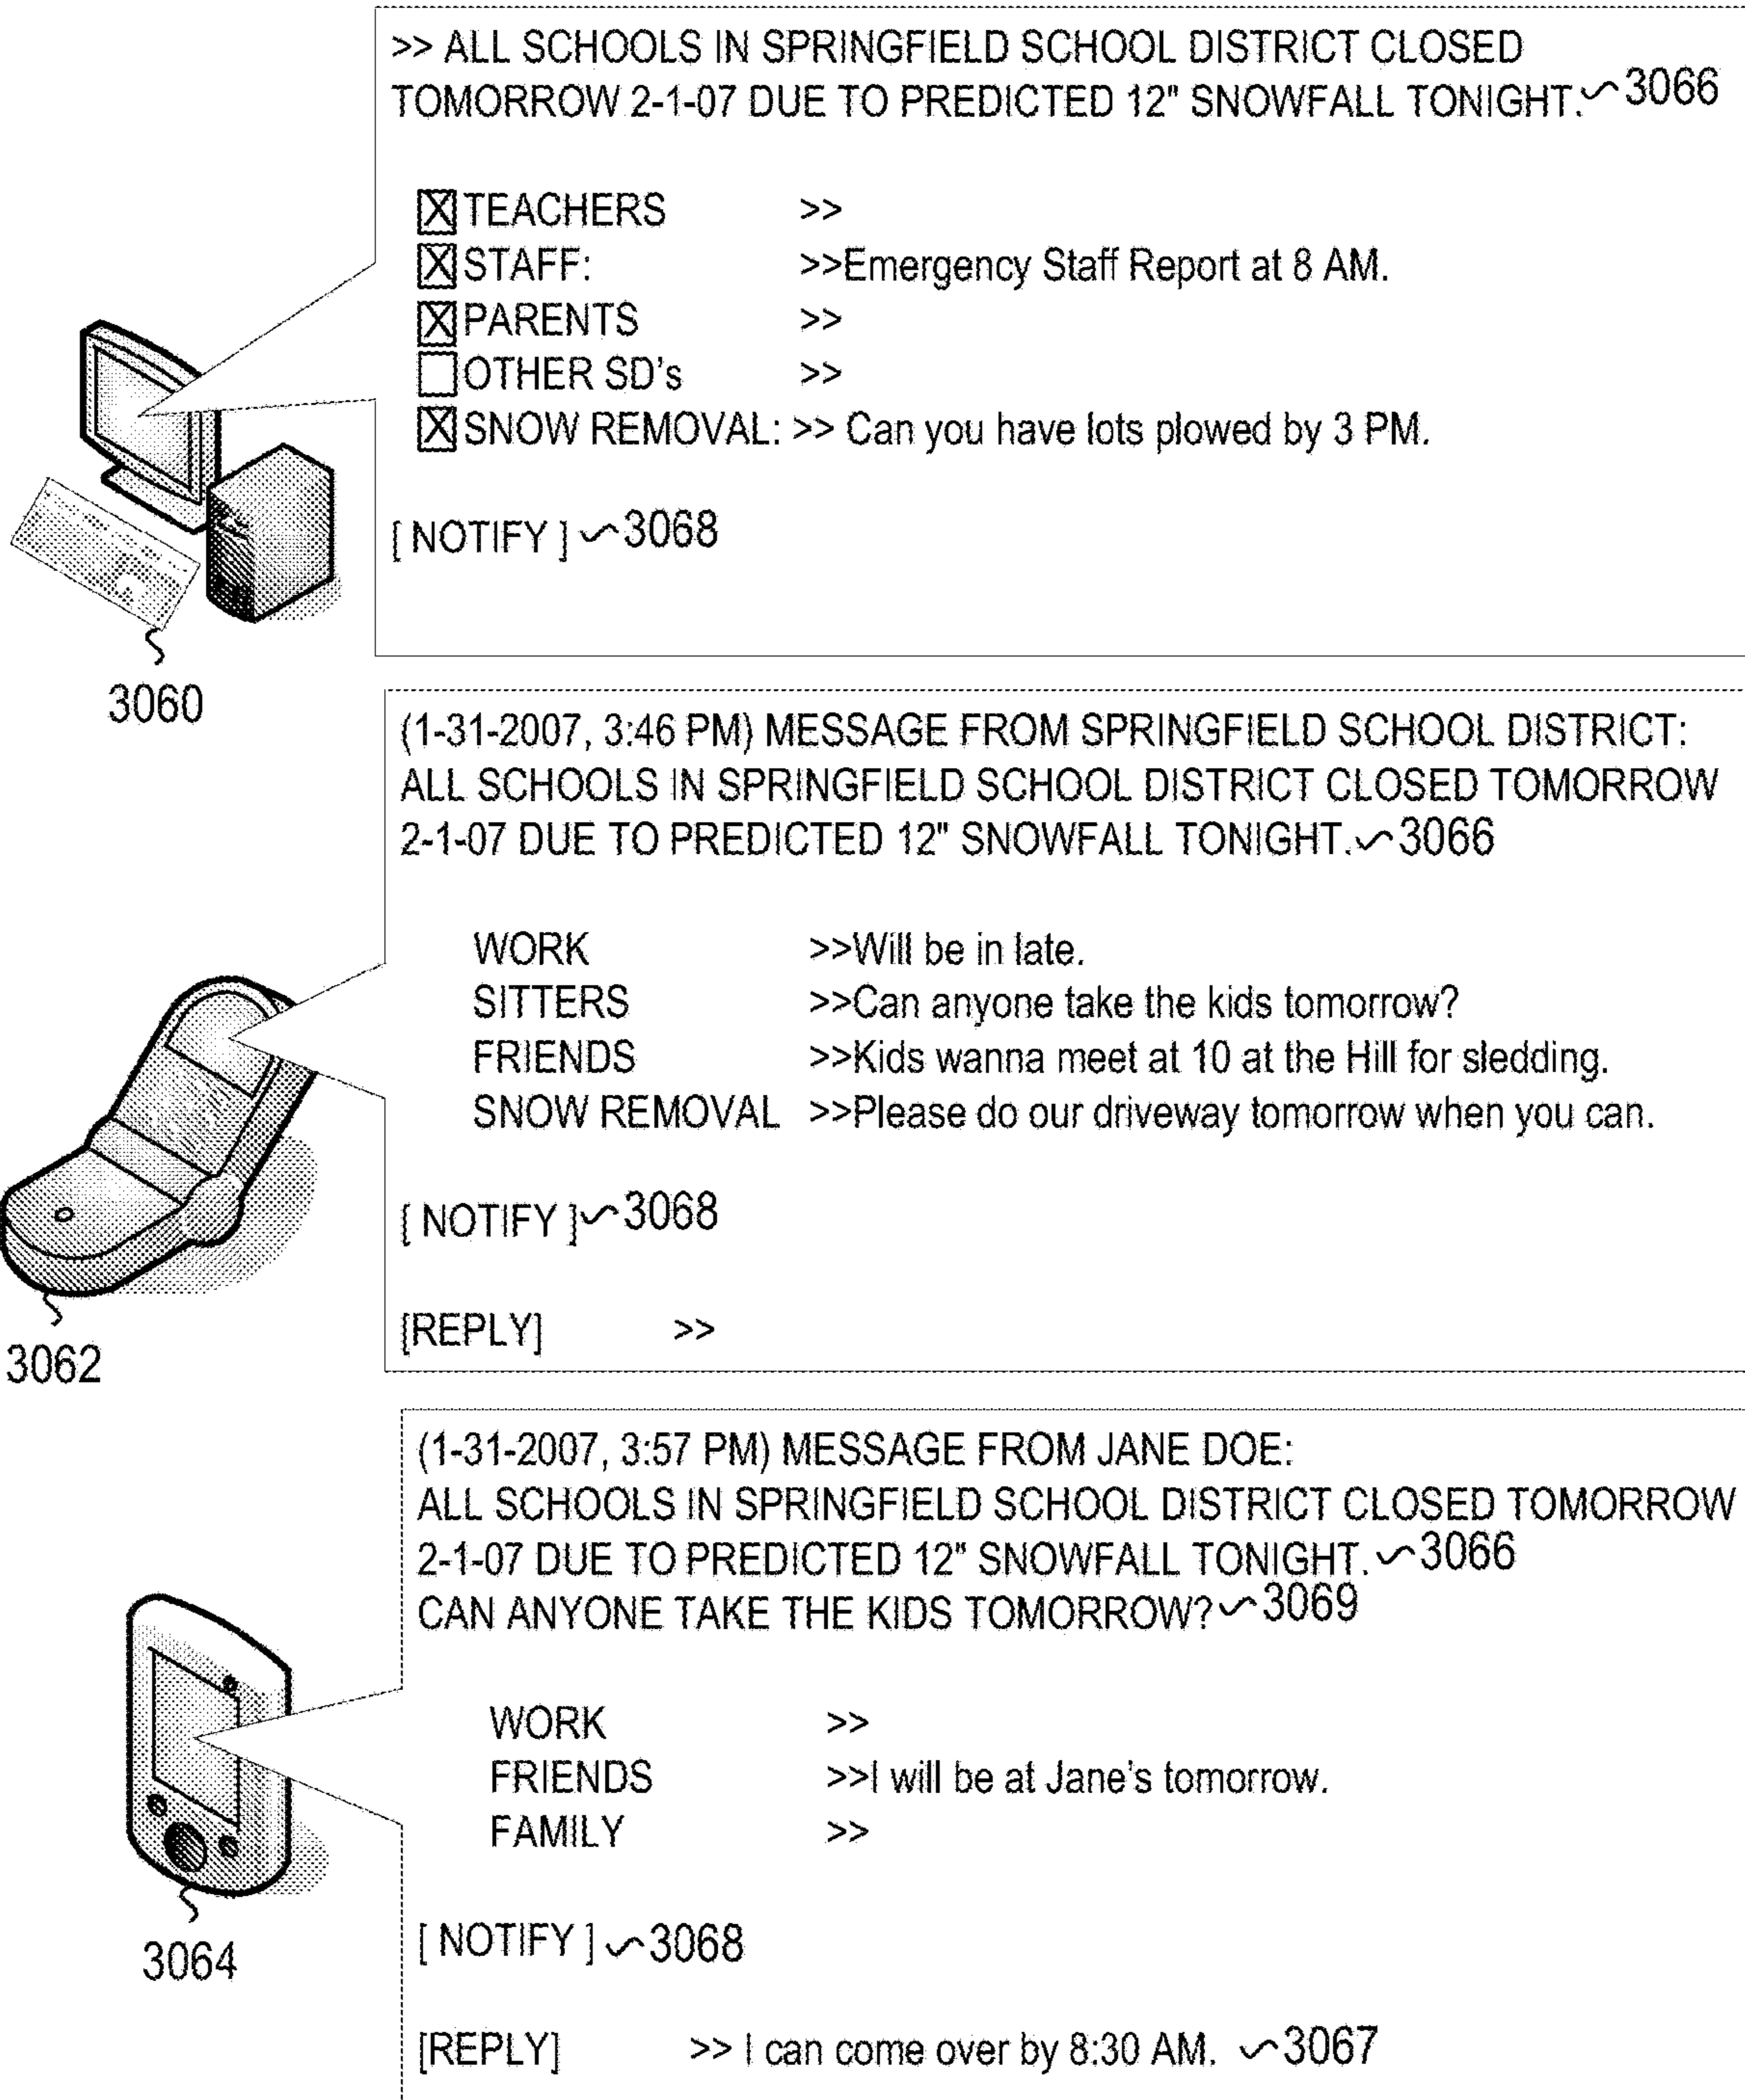 >> ALL SCHOOLS IN SPRINGFIELD SCHOOL DISTRICT CLOSED
TOMORROW 2-1-07 DUE TO PREDICTED 12" SNOWFALL TONIGHT. 3066
TEACHERS >>
STAFF: >>Emergency Staff Report at 8 AM.
PARENTS >>
OTHER SD's >>
SNOW REMOVAL: >> Can you have lots plowed by 3 PM.
[ NOTIFY ] 3068
3060
(1-31-2007, 3:46 PM) MESSAGE FROM SPRINGFIELD SCHOOL DISTRICT:
ALL SCHOOLS IN SPRINGFIELD SCHOOL DISTRICT CLOSED TOMORROW
2-1-07 DUE TO PREDICTED 12" SNOWFALL TONIGHT. 3066
WORK >>Will be in late.
SITTERS >>Can anyone take the kids tomorrow?
FRIENDS >>Kids wanna meet at 10 at the Hill for sledding.
SNOW REMOVAL >>Please do our driveway tomorrow when you can.
[ NOTIFY ] 3068
[REPLY] >>
3062
(1-31-2007, 3:57 PM) MESSAGE FROM JANE DOE:
ALL SCHOOLS IN SPRINGFIELD SCHOOL DISTRICT CLOSED TOMORROW
2-1-07 DUE TO PREDICTED 12" SNOWFALL TONIGHT. 3066
CAN ANYONE TAKE THE KIDS TOMORROW? 3069
WORK >>
FRIENDS >>I will be at Jane's tomorrow.
FAMILY >>
[ NOTIFY ] 3068
3064
[REPLY] >> I can come over by 8:30 AM. 3067